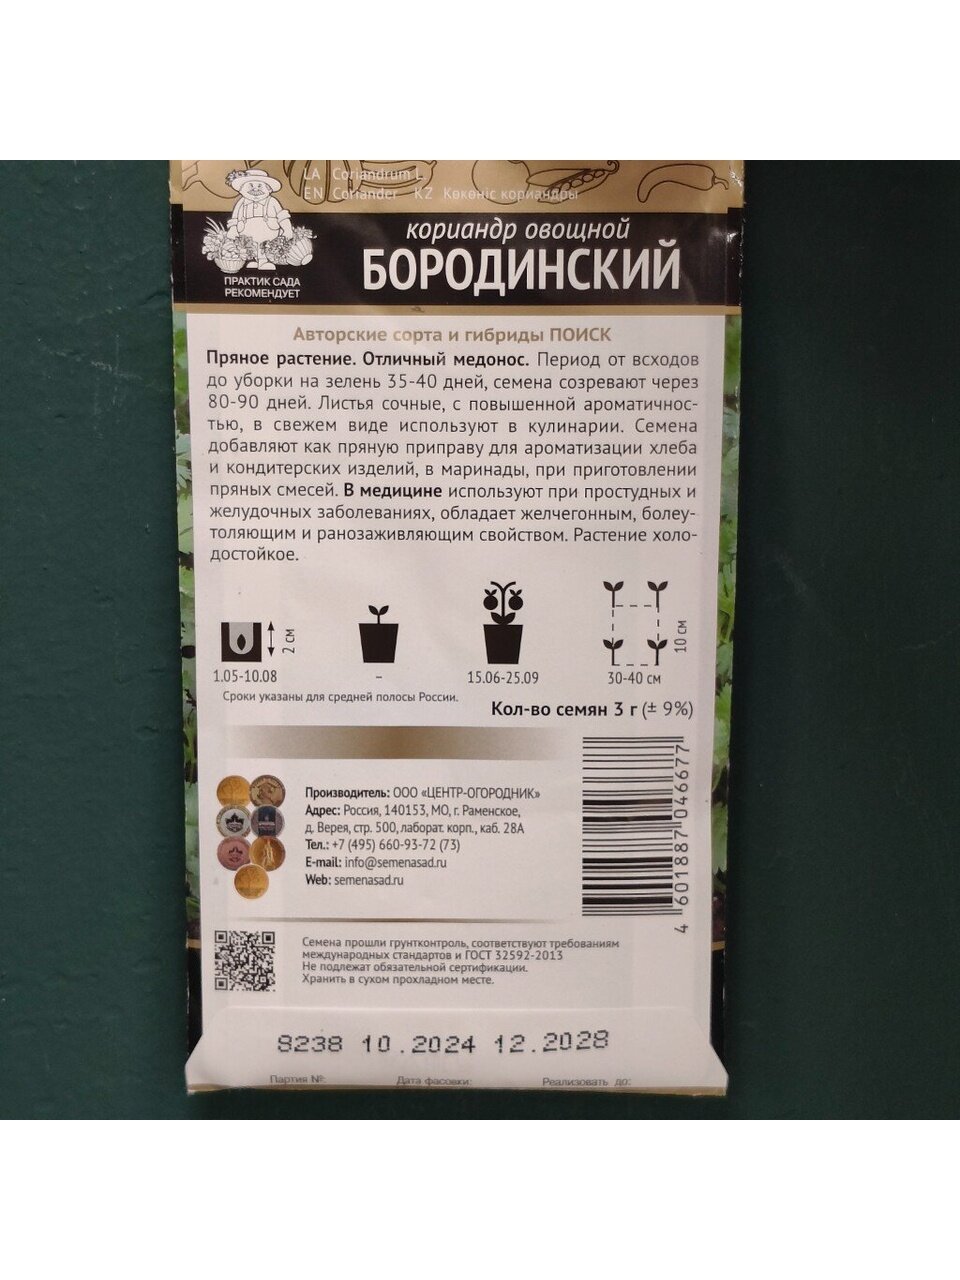 LA Coriandrum L.
EN Coriander KZ Көкөніс кориандры
кориандр овощной
БОРОДИНСКИЙ
ПРАКТИК САДА
РЕКОМЕНДУЕТ
Авторские сорта и гибриды ПОИСК
Пряное растение. Отличный медонос. Период от всходов
до уборки на зелень 35-40 дней, семена созревают через
80-90 дней. Листья сочные, с повышенной ароматичнос-
тью, в свежем виде используют в кулинарии. Семена
добавляют как пряную приправу для ароматизации хлеба
и кондитерских изделий, в маринады, при приготовлении
пряных смесей. В медицине используют при простудных и
желудочных заболеваниях, обладает желчегонным, болеу-
толяющим и ранозаживляющим свойством. Растение холо-
достойкое.
2 см
10 см
1.05-10.08 – 15.06-25.09 30-40 см
Сроки указаны для средней полосы России.
Кол-во семян 3 г (± 9%)
Производитель: ООО «ЦЕНТР-ОГОРОДНИК»
Адрес: Россия, 140153, МО, г. Раменское,
д. Верея, стр. 500, лаборат. корп., каб. 28А
Тел.: +7 (495) 660-93-72 (73)
E-mail: info@semenasad.ru
Web: semenasad.ru
4 601887 046677
Семена прошли грунтконтроль, соответствуют требованиям
международных стандартов и ГОСТ 32592-2013
Не подлежат обязательной сертификации.
Хранить в сухом прохладном месте.
8238 10.2024 12.2028
Партия №: Дата фасовки: Реализовать до: